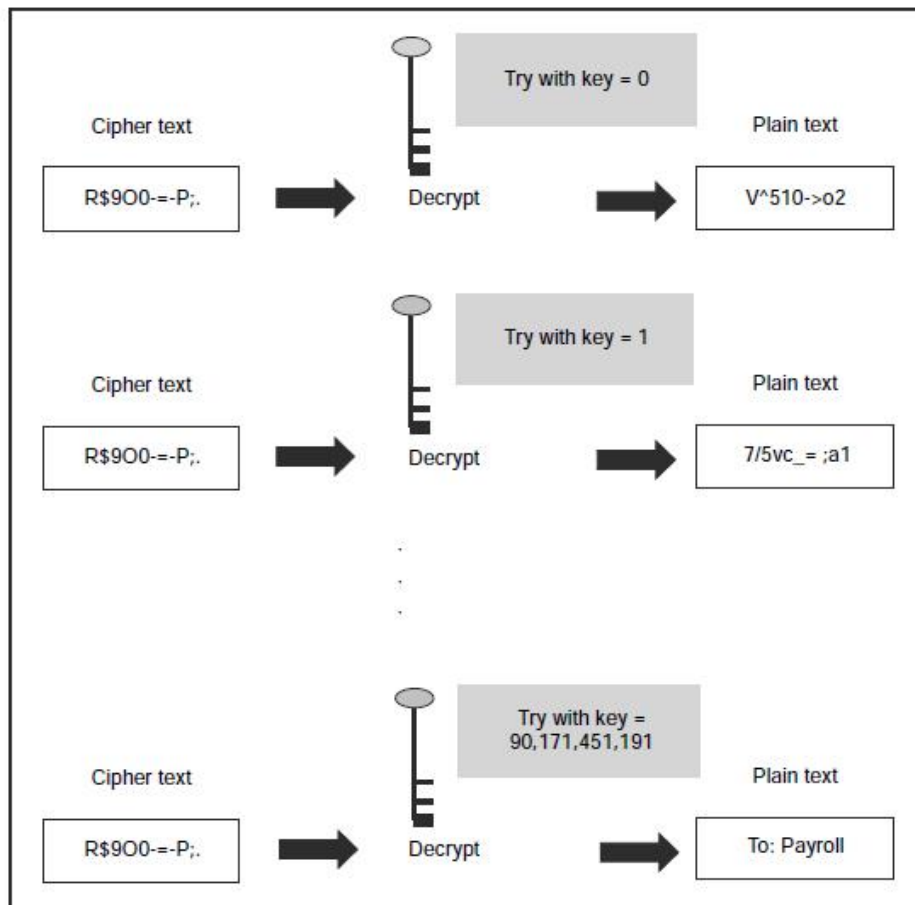 Try with key = 0
Cipher text
Plain text
R$9O0-=-P;.
Decrypt
V^510->o2
Try with key = 1
Cipher text
Plain text
R$9O0-=-P;.
Decrypt
7/5vc_= ;a1
.
.
.
Try with key =
90,171,451,191
Cipher text
Plain text
R$9O0-=-P;.
Decrypt
To: Payroll